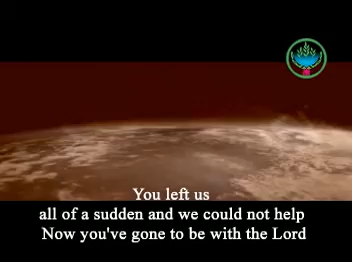 You left us
all of a sudden and we could not help
Now you've gone to be with the Lord